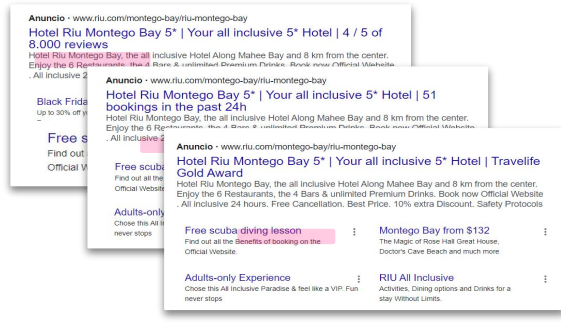 Anuncio · www.riu.com/montego-bay/riu-montego-bay
Hotel Riu Montego Bay 5* | Your all inclusive 5* Hotel | 4 / 5 of
8.000 reviews
Hotel Riu Montego Bay, the all inclusive Hotel Along Mahee Bay and 8 km from the center.
Enjoy the 6 Restaurants, the 4 Bars & unlimited Premium Drinks. Book now Official Website
. All inclusive 2
Black Frida
Up to 30% off y
Free s
Find out
Official W
Anuncio · www.riu.com/montego-bay/riu-montego-bay
Hotel Riu Montego Bay 5* | Your all inclusive 5* Hotel | 51
bookings in the past 24h
Hotel Riu Montego Bay, the all inclusive Hotel Along Mahee Bay and 8 km from the center.
Enjoy the 6 Restaurants, the 4 Bars & unlimited Premium Drinks. Book now Official Website
. All inclusive 2
Free scuba
Find out all the
Official Website
Adults-only
Chose this All I
never stops
Anuncio · www.riu.com/montego-bay/riu-montego-bay
Hotel Riu Montego Bay 5* | Your all inclusive 5* Hotel | Travelife
Gold Award
Hotel Riu Montego Bay, the all inclusive Hotel Along Mahee Bay and 8 km from the center.
Enjoy the 6 Restaurants, the 4 Bars & unlimited Premium Drinks. Book now Official Website
. All inclusive 24 hours. Free Cancellation. Best Price. 10% extra Discount. Safety Protocols
Free scuba diving lesson
Find out all the Benefits of booking on the
Official Website.
Montego Bay from $132
The Magic of Rose Hall Great House,
Doctor's Cave Beach and much more
Adults-only Experience
Chose this All Inclusive Paradise & feel like a VIP. Fun
never stops
RIU All Inclusive
Activities, Dining options and Drinks for a
stay Without Limits.